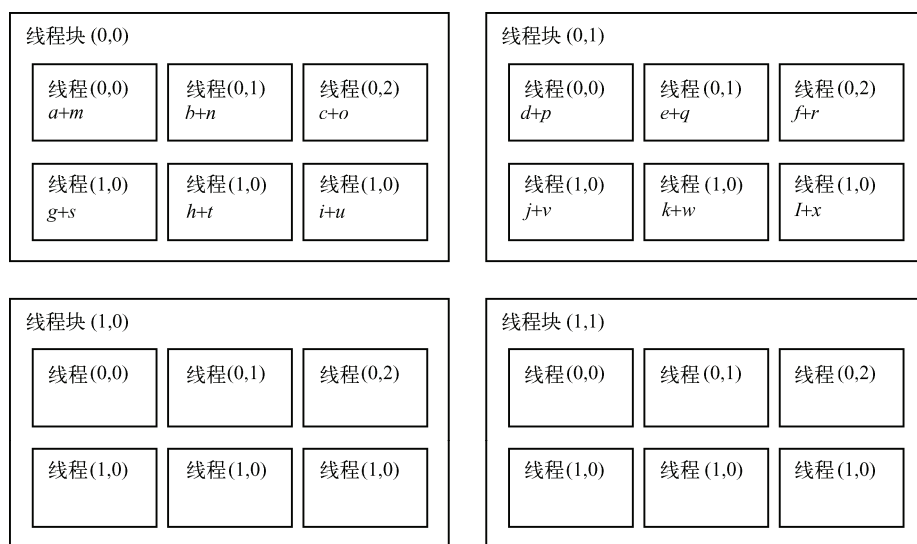 线程块(0,0)
线程(0,0) 线程(0,1) 线程(0,2)
a+m b+n c+o
线程(1,0) 线程(1,0) 线程(1,0)
g+s h+t i+u
线程块(0,1)
线程(0,0) 线程(0,1) 线程(0,2)
d+p e+q f+r
线程(1,0) 线程(1,0) 线程(1,0)
j+v k+w I+x
线程块(1,0)
线程(0,0) 线程(0,1) 线程(0,2)
线程(1,0) 线程(1,0) 线程(1,0)
线程块(1,1)
线程(0,0) 线程(0,1) 线程(0,2)
线程(1,0) 线程(1,0) 线程(1,0)